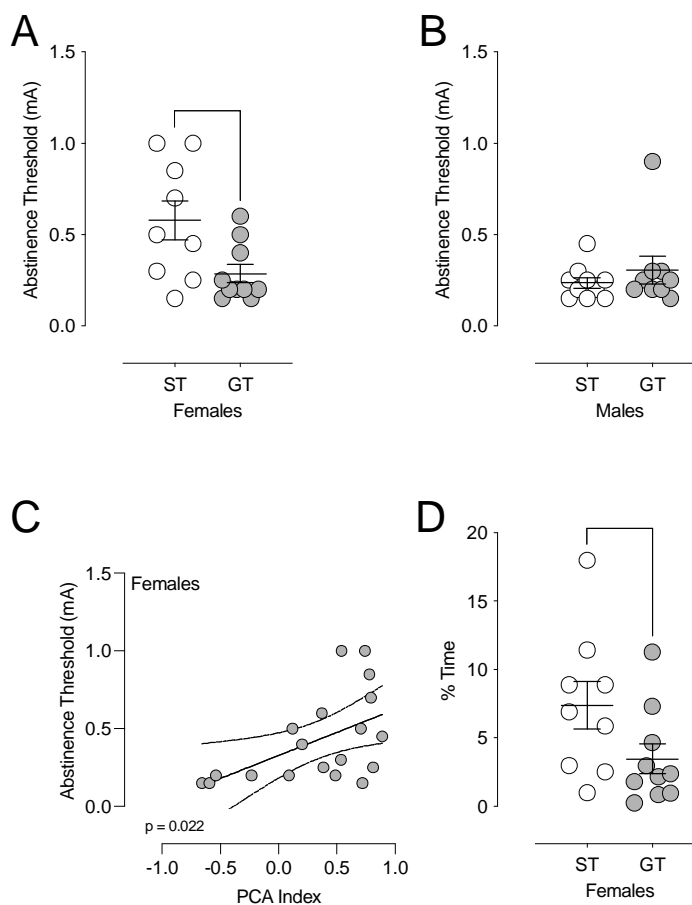 A
Abstinence Threshold (mA)
1.5
1.0
0.5
0.0
ST GT
Females
B
Abstinence Threshold (mA)
1.5
1.0
0.5
0.0
ST GT
Males
C
Abstinence Threshold (mA)
1.5
1.0
0.5
0.0
Females
p = 0.022
-1.0 -0.5 0.0 0.5 1.0
PCA Index
D
% Time
20
15
10
5
0
ST GT
Females